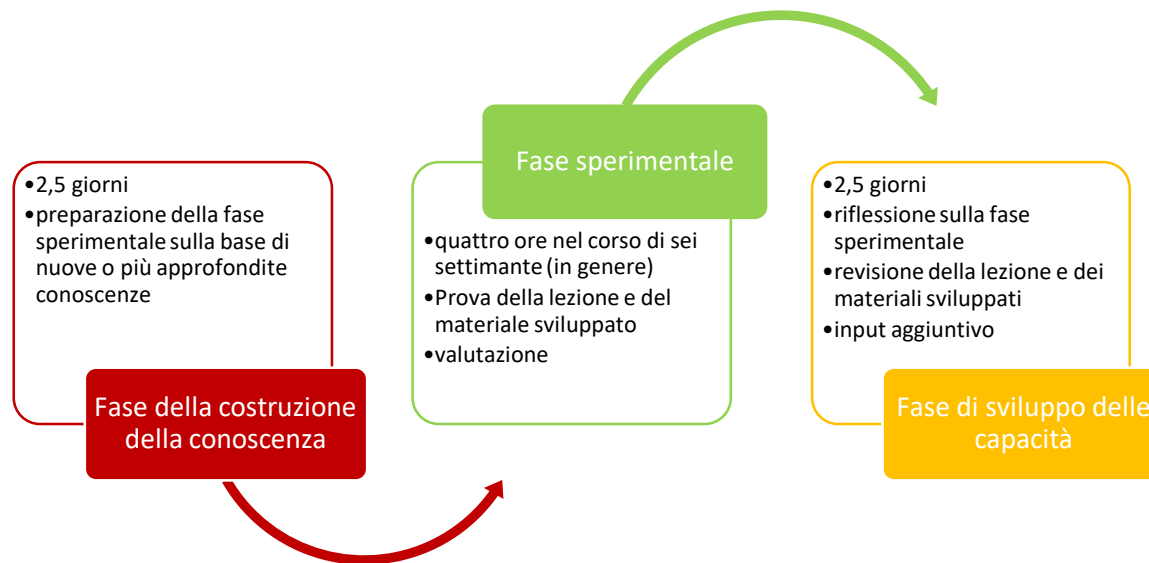 •2,5 giorni
•preparazione della fase
sperimentale sulla base di
nuove o più approfondite
conoscenze
Fase della costruzione
della conoscenza
Fase sperimentale
•quattro ore nel corso di sei
settimante (in genere)
•Prova della lezione e del
materiale sviluppato
•valutazione
•2,5 giorni
•riflessione sulla fase
sperimentale
•revisione della lezione e dei
materiali sviluppati
•input aggiuntivo
Fase di sviluppo delle
capacità